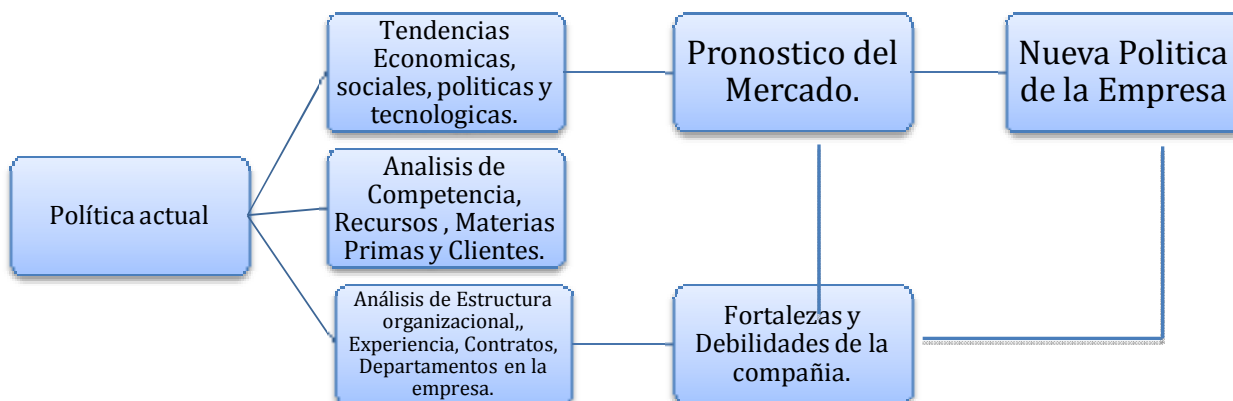 Política actual
Tendencias
Economicas,
sociales, politicas y
tecnologicas.
Analisis de
Competencia,
Recursos , Materias
Primas y Clientes.
Análisis de Estructura
organizacional,,
Experiencia, Contratos,
Departamentos en la
empresa.
Pronostico del
Mercado.
Fortalezas y
Debilidades de la
compañia.
Nueva Politica
de la Empresa